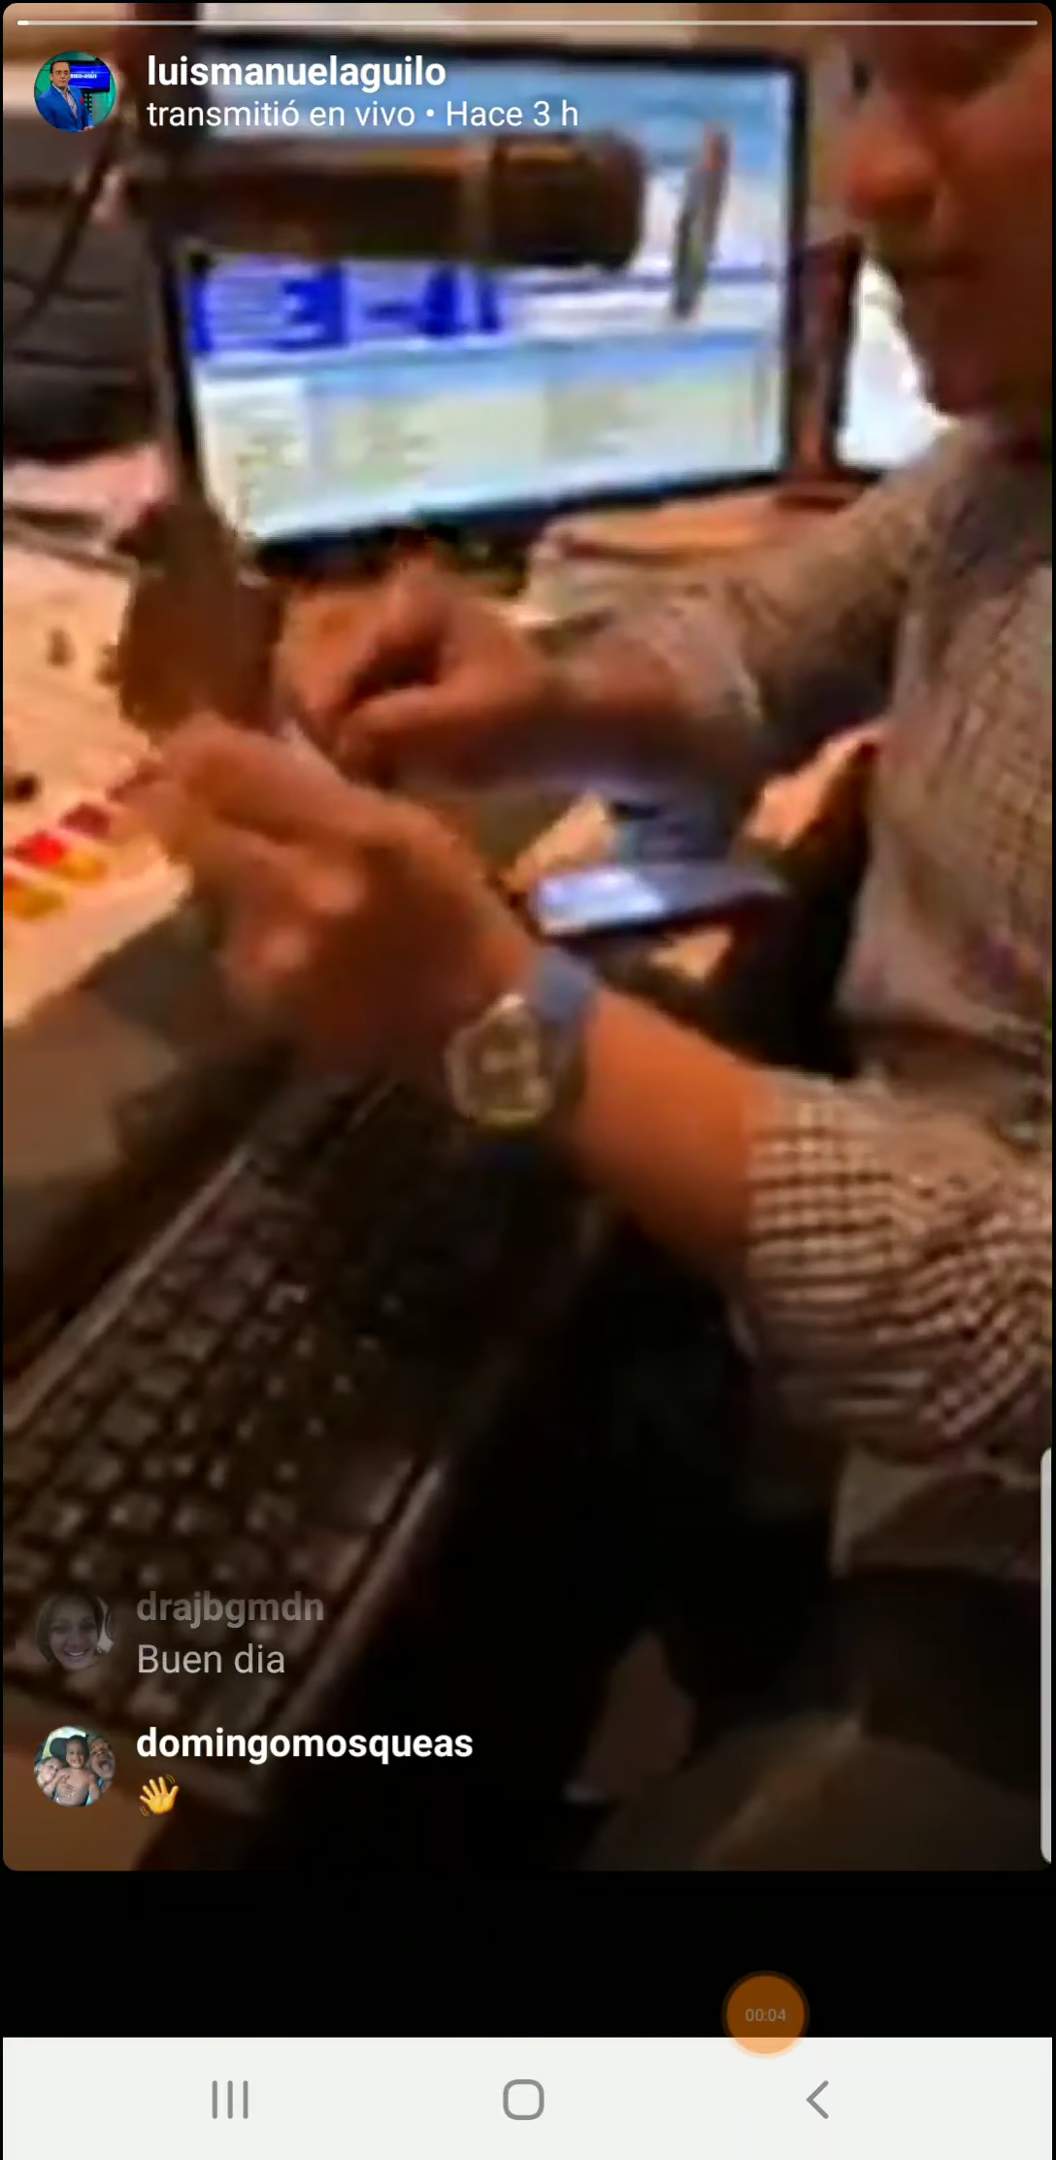 luismanuelaguilo
transmitió en vivo • Hace 3 h
drajbgmdn
Buen dia
domingomosqueas
👋
00:04